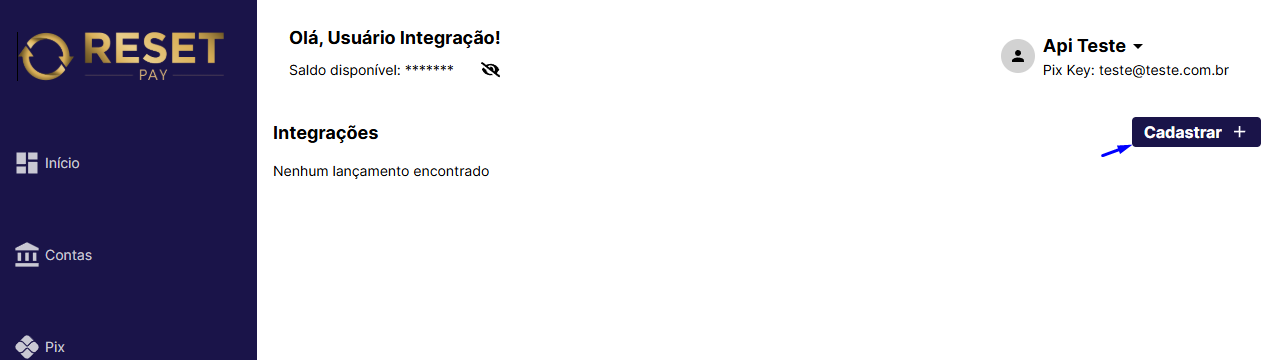 RESET
PAY
Início
Contas
Pix
Olá, Usuário Integração!
Saldo disponível: *******
Api Teste
Pix Key: teste@teste.com.br
Integrações
Cadastrar +
Nenhum lançamento encontrado